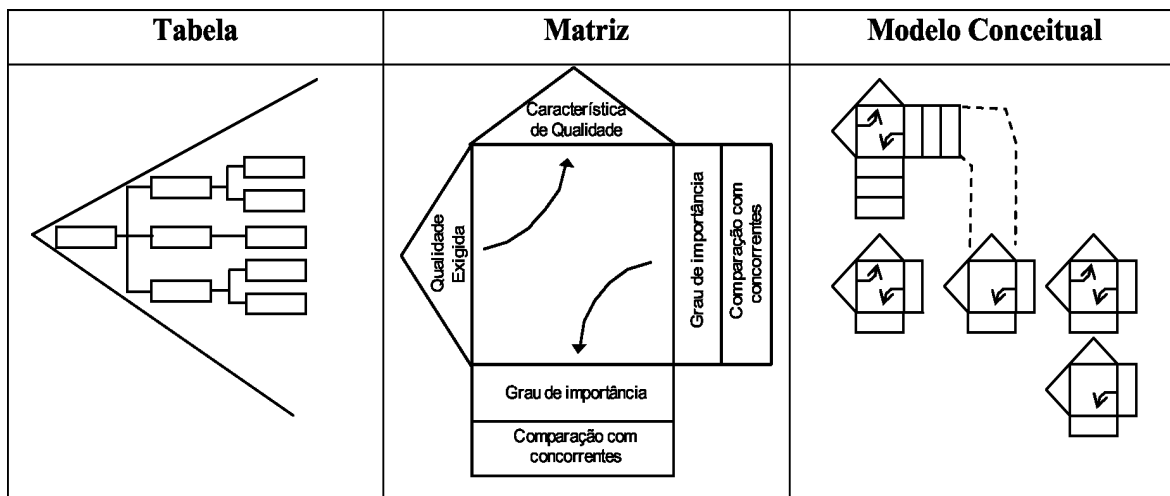 Tabela
Matriz
Modelo Conceitual
Característica
de Qualidade
Qualidade
Exigida
Grau de importância
Comparação com
concorrentes
Grau de importância
Comparação com
concorrentes